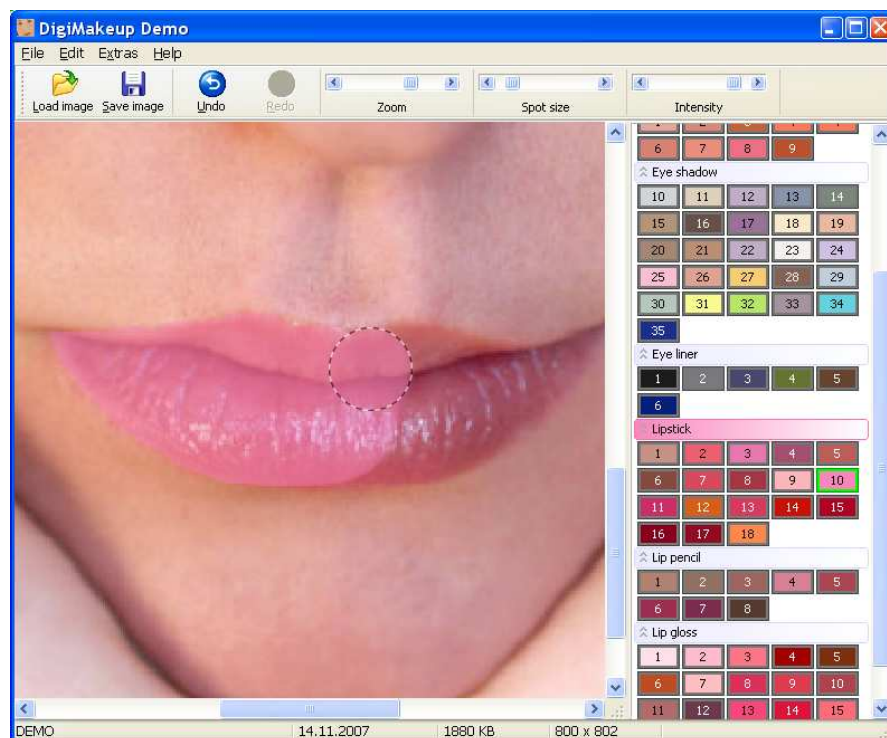 DigiMakeup Demo
File Edit Extras Help
Load image Save image Undo Redo Zoom Spot size Intensity
6 7 8 9
Eye shadow
10 11 12 13 14
15 16 17 18 19
20 21 22 23 24
25 26 27 28 29
30 31 32 33 34
35
Eye liner
1 2 3 4 5
6
Lipstick
1 2 3 4 5
6 7 8 9 10
11 12 13 14 15
16 17 18
Lip pencil
1 2 3 4 5
6 7 8
Lip gloss
1 2 3 4 5
6 7 8 9 10
11 12 13 14 15
DEMO 14.11.2007 1880 KB 800 x 802